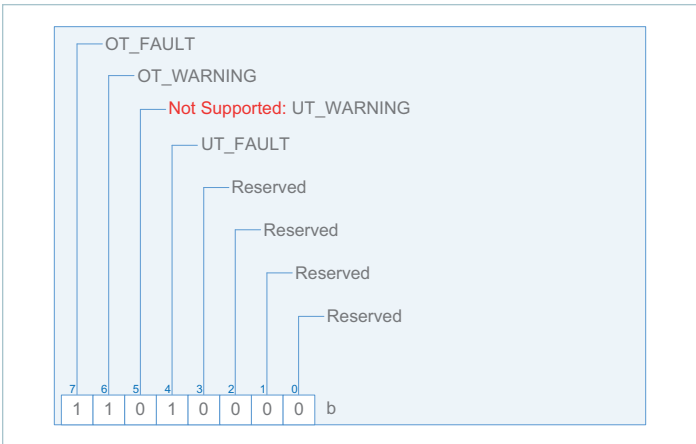 OT_FAULT
OT_WARNING
Not Supported: UT_WARNING
UT_FAULT
Reserved
Reserved
Reserved
Reserved
7 6 5 4 3 2 1 0
1 1 0 1 0 0 0 0 b